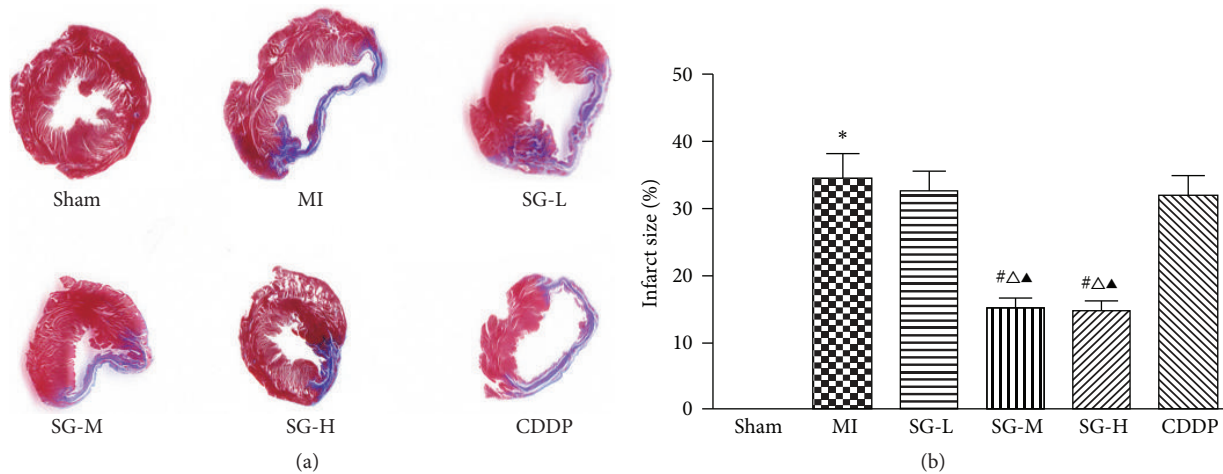 Sham
MI
SG-L
SG-M
SG-H
CDDP
(a)
Infarct size (%)
50
40
30
20
10
0
*
#△▲
#△▲
Sham
MI
SG-L
SG-M
SG-H
CDDP
(b)